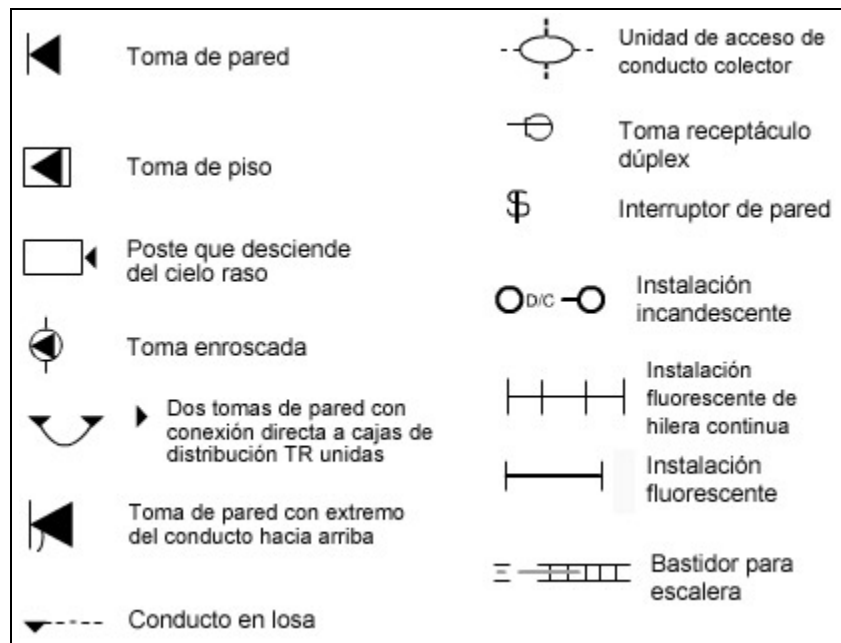 Toma de pared
Toma de piso
Poste que desciende
del cielo raso
Toma enroscada
Dos tomas de pared con
conexión directa a cajas de
distribución TR unidas
Toma de pared con extremo
del conducto hacia arriba
Conducto en losa
Unidad de acceso de
conducto colector
Toma receptáculo
dúplex
Interruptor de pared
D/C
Instalación
incandescente
Instalación
fluorescente de
hilera continua
Instalación
fluorescente
Bastidor para
escalera